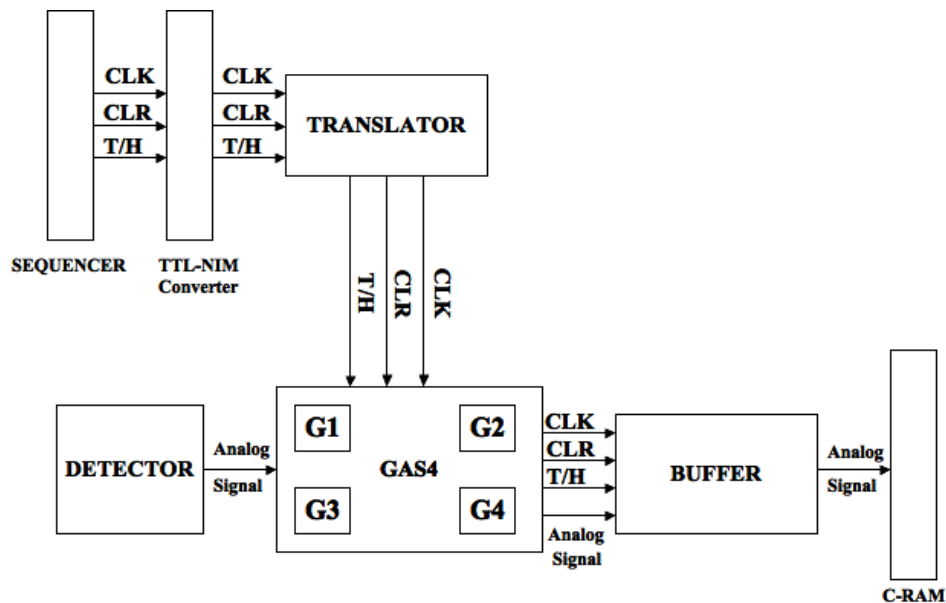 CLK
CLR
T/H
CLK
CLR
T/H
TRANSLATOR
SEQUENCER
TTL-NIM
Converter
T/H
CLR
CLK
DETECTOR
Analog
Signal
G1
G2
GAS4
G3
G4
CLK
CLR
T/H
Analog
Signal
BUFFER
Analog
Signal
C-RAM